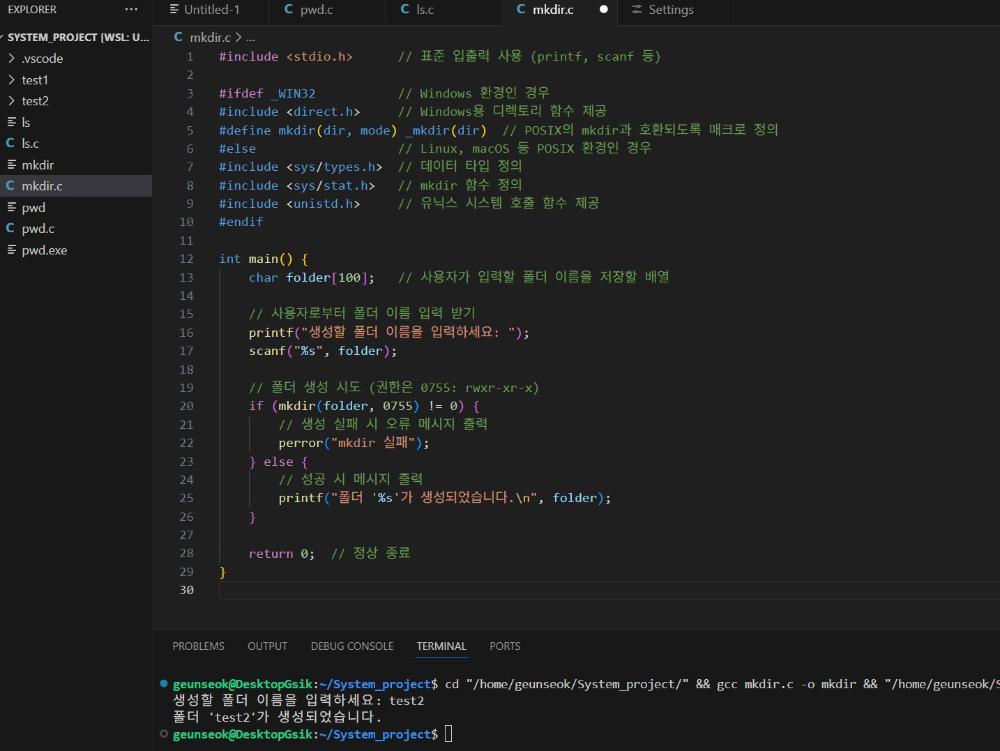 EXPLORER
SYSTEM_PROJECT [WSL: U...
.vscode
test1
test2
ls
ls.c
mkdir
mkdir.c
pwd
pwd.c
pwd.exe
Untitled-1
pwd.c
ls.c
mkdir.c
Settings
mkdir.c > ...
1 #include <stdio.h> // 표준 입출력 사용 (printf, scanf 등)
2
3 #ifdef _WIN32 // Windows 환경인 경우
4 #include <direct.h> // Windows용 디렉토리 함수 제공
5 #define mkdir(dir, mode) _mkdir(dir) // POSIX의 mkdir과 호환되도록 매크로 정의
6 #else // Linux, macOS 등 POSIX 환경인 경우
7 #include <sys/types.h> // 데이터 타입 정의
8 #include <sys/stat.h> // mkdir 함수 정의
9 #include <unistd.h> // 유닉스 시스템 호출 함수 제공
10 #endif
11
12 int main() {
13 char folder[100]; // 사용자가 입력할 폴더 이름을 저장할 배열
14
15 // 사용자로부터 폴더 이름 입력 받기
16 printf("생성할 폴더 이름을 입력하세요: ");
17 scanf("%s", folder);
18
19 // 폴더 생성 시도 (권한은 0755: rwxr-xr-x)
20 if (mkdir(folder, 0755) != 0) {
21 // 생성 실패 시 오류 메시지 출력
22 perror("mkdir 실패");
23 } else {
24 // 성공 시 메시지 출력
25 printf("폴더 '%s'가 생성되었습니다.\n", folder);
26 }
27
28 return 0; // 정상 종료
29 }
30
PROBLEMS OUTPUT DEBUG CONSOLE TERMINAL PORTS
geunseok@DesktopGsik:~/System_project$ cd "/home/geunseok/System_project/" && gcc mkdir.c -o mkdir && "/home/geunseok/S
생성할 폴더 이름을 입력하세요: test2
폴더 'test2'가 생성되었습니다.
geunseok@DesktopGsik:~/System_project$